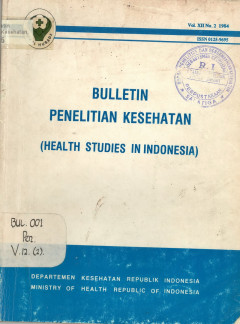 Vol. XII No. 2 1984
ISSN 0125-9695
BULLETIN
PENELITIAN KESEHATAN
(HEALTH STUDIES IN INDONESIA)
BUL. 001
V. 12. (2).
DEPARTEMEN KESEHATAN REPUBLIK INDONESIA
MINISTRY OF HEALTH REPUBLIC OF INDONESIA